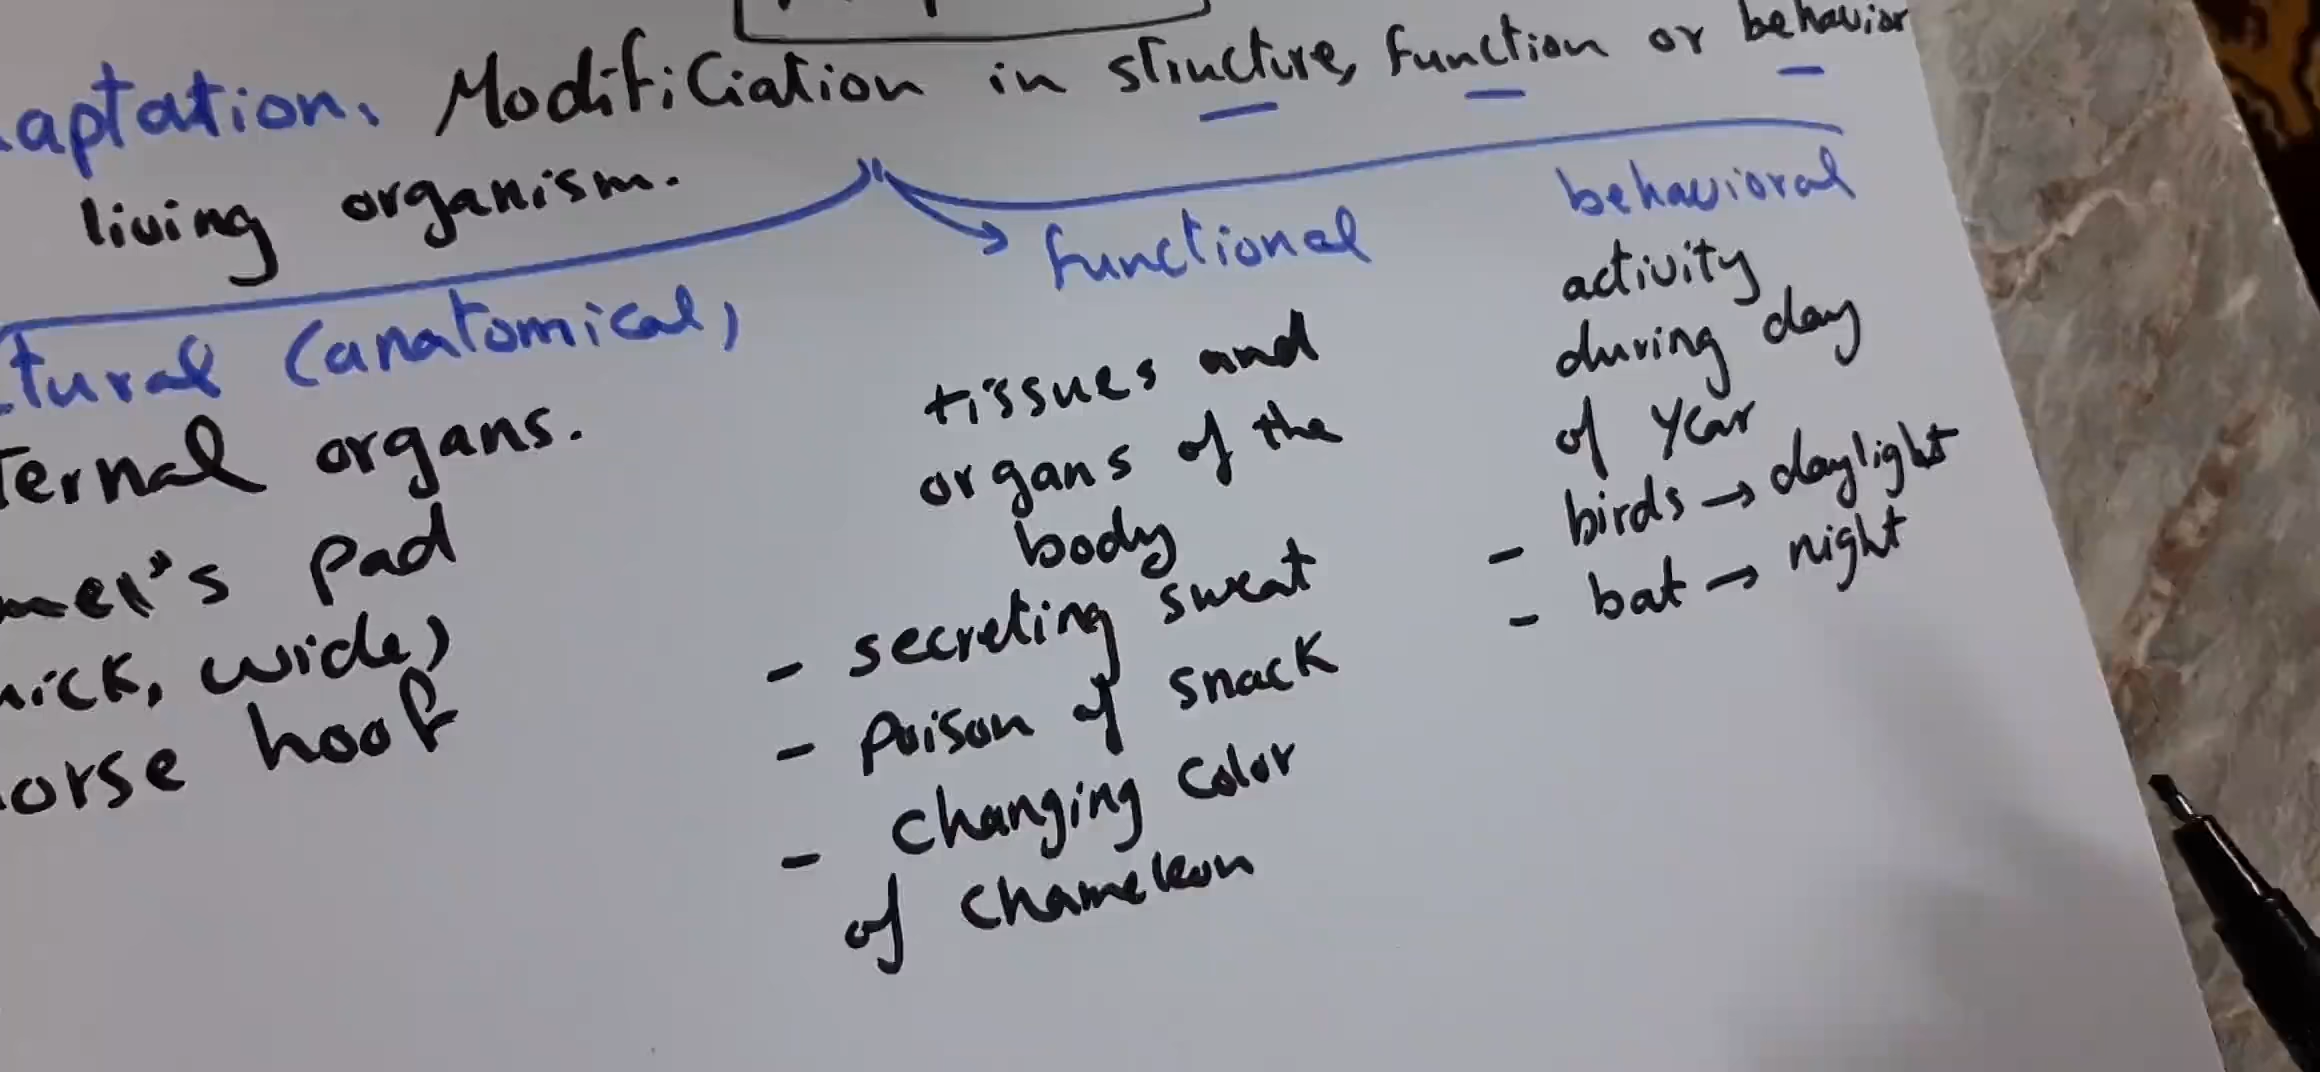 aptation, Modificiation in structure, function or behavior
living organism.
tural (anatomical)
ternal organs.
mel's pad
hick, wide,
orse hoof
functional
tissues and
organs of the
body
- secreting sweat
- poison of snack
- changing color
of chameleon
behavioral
activity
during day
of year
- birds → daylight
- bat → night